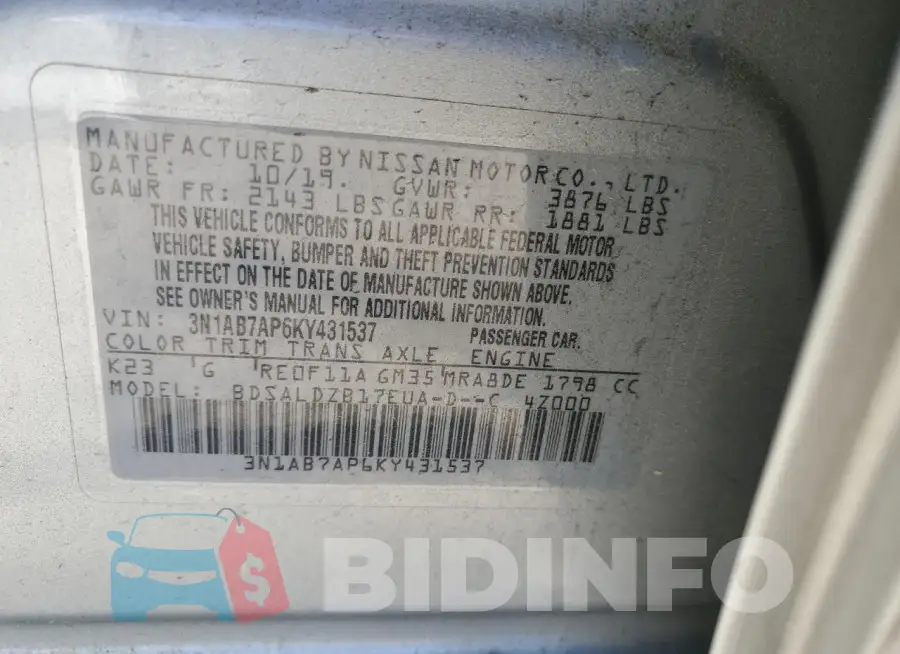 MANUFACTURED BY NISSAN MOTOR CO., LTD.
DATE: 10/19. GVWR: 3876 LBS
GAWR FR: 2143 LBS GAWR RR: 1881 LBS
THIS VEHICLE CONFORMS TO ALL APPLICABLE FEDERAL MOTOR
VEHICLE SAFETY, BUMPER AND THEFT PREVENTION STANDARDS
IN EFFECT ON THE DATE OF MANUFACTURE SHOWN ABOVE.
SEE OWNER'S MANUAL FOR ADDITIONAL INFORMATION.
VIN: 3N1AB7AP6KY431537 PASSENGER CAR.
COLOR TRIM TRANS AXLE ENGINE
K23 G RE0F11A GM35 MRA8DE 1798 CC
MODEL: BDSALDZB17EUA-D--C 4Z000
3N1AB7AP6KY431537
$ BIDINFO